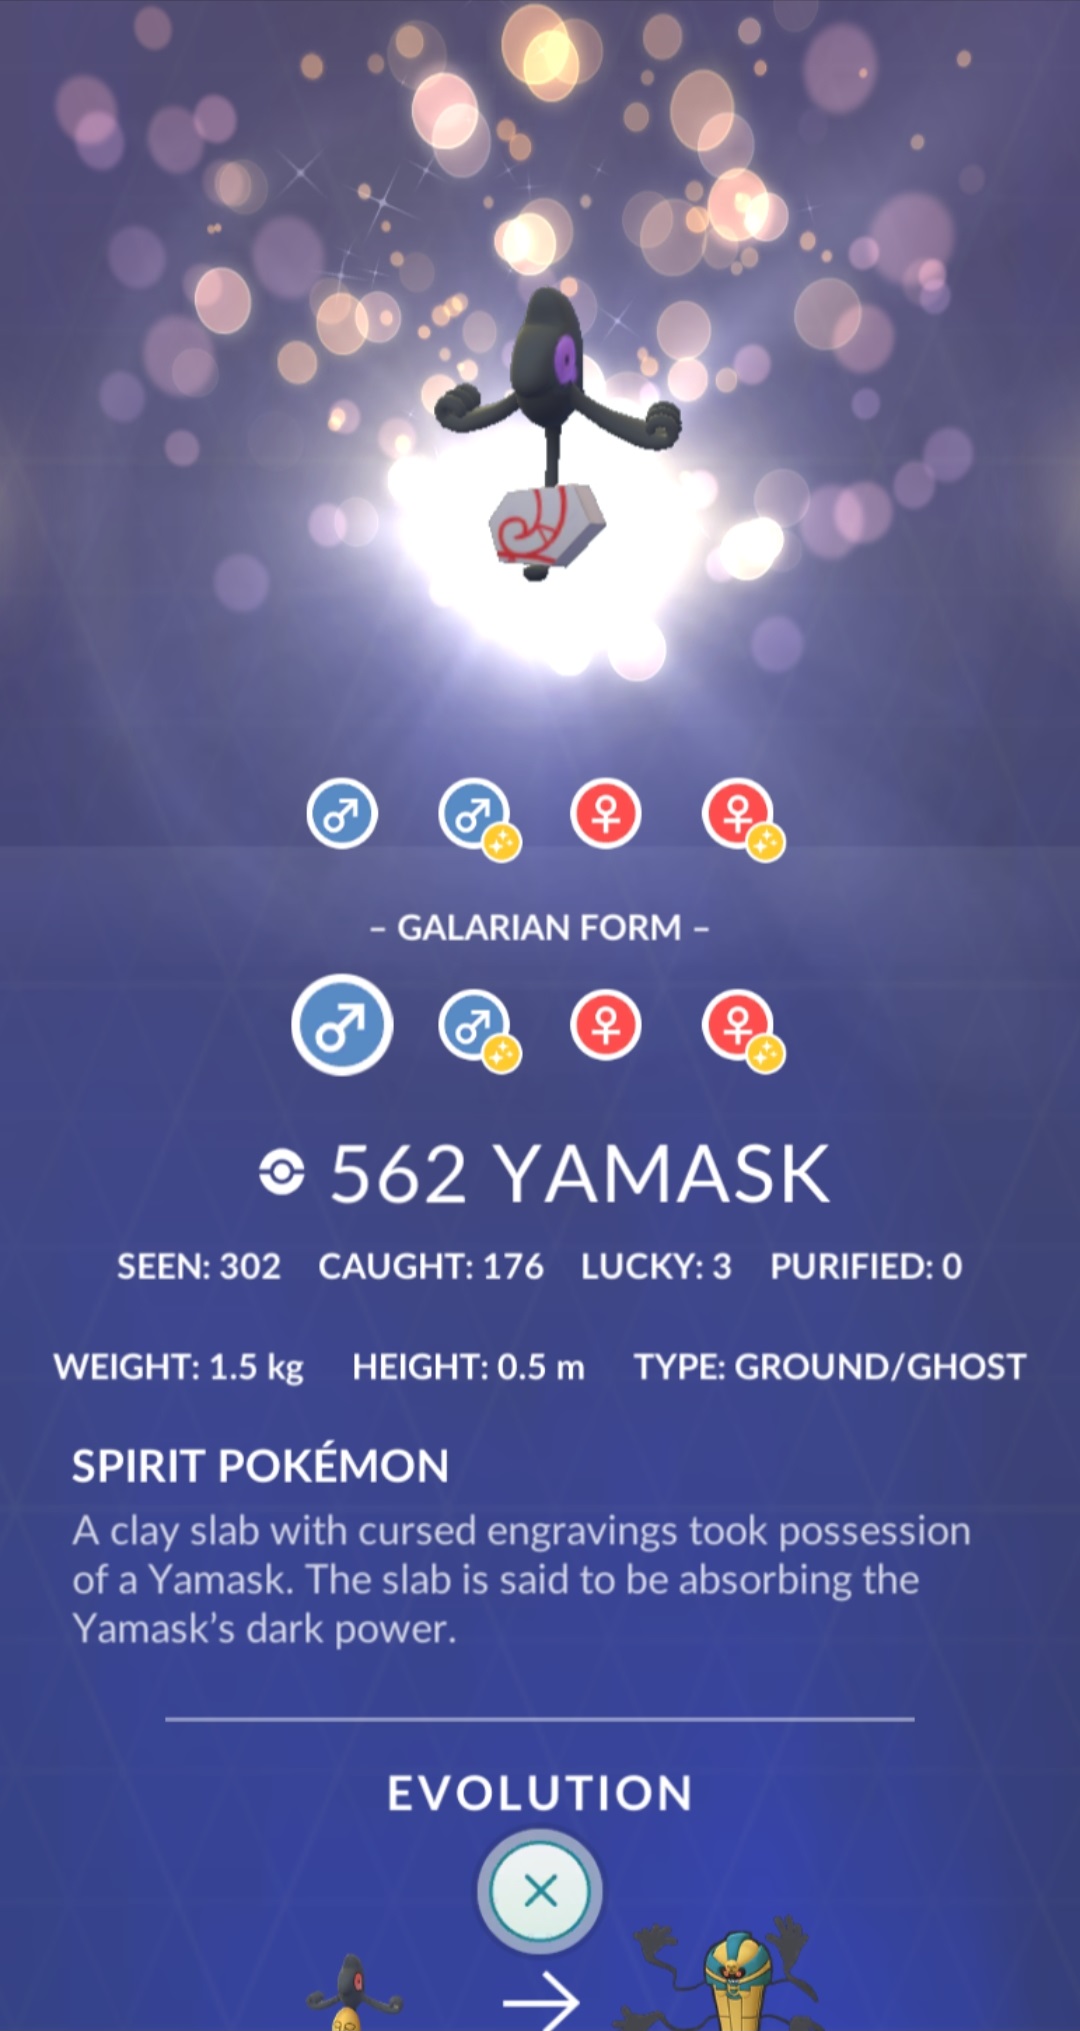 – GALARIAN FORM –
562 YAMASK
SEEN: 302 CAUGHT: 176 LUCKY: 3 PURIFIED: 0
WEIGHT: 1.5 kg HEIGHT: 0.5 m TYPE: GROUND/GHOST
SPIRIT POKÉMON
A clay slab with cursed engravings took possession
of a Yamask. The slab is said to be absorbing the
Yamask’s dark power.
EVOLUTION